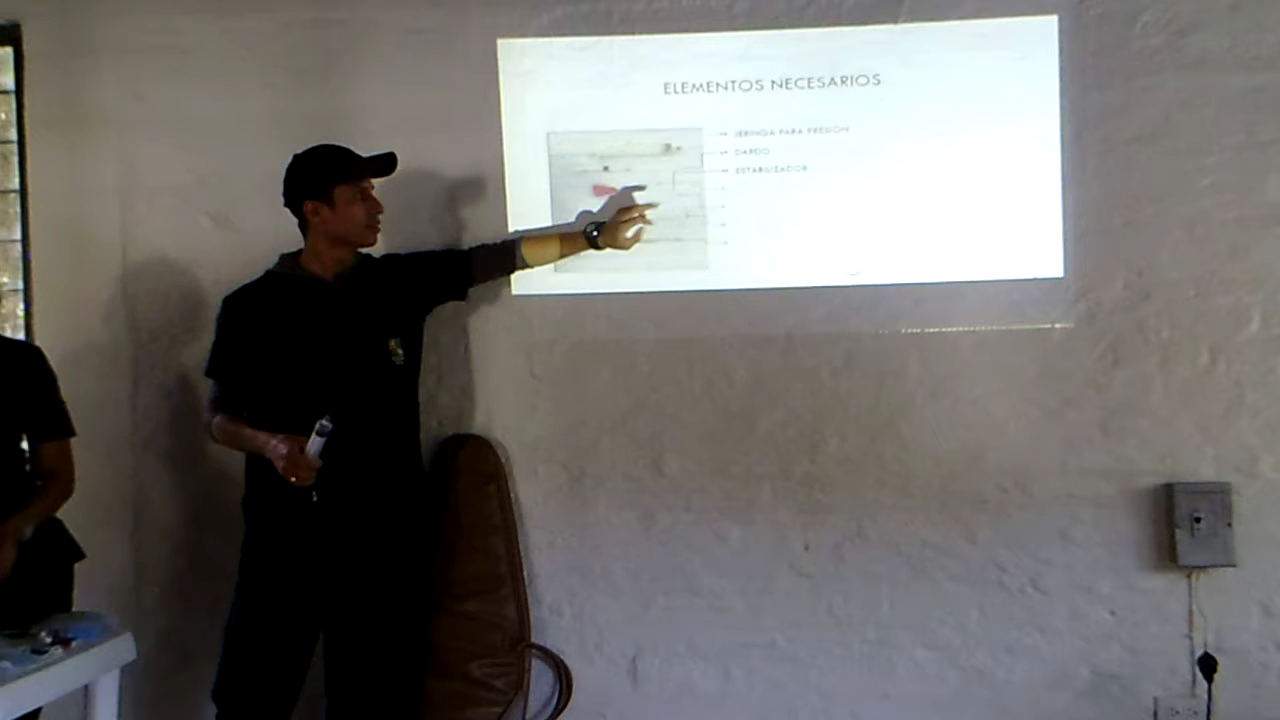 ELEMENTOS NECESARIOS
JERINGA PARA PRESIÓN
DARDO
ESTABILIZADOR